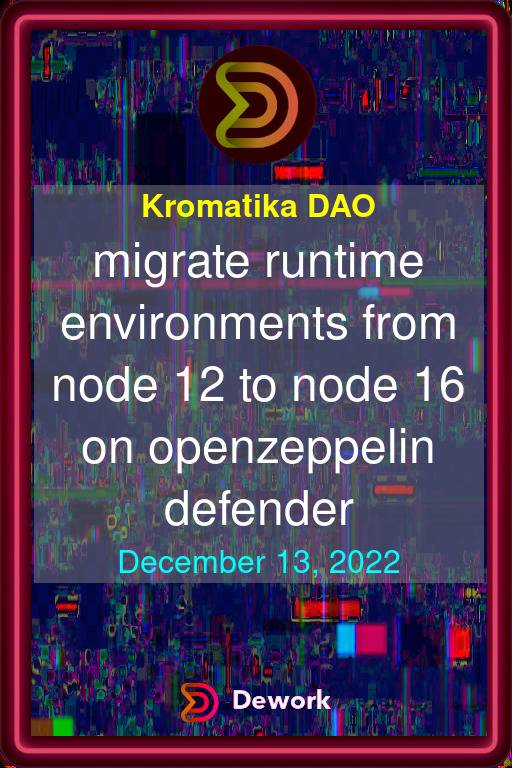 Kromatika DAO
migrate runtime
environments from
node 12 to node 16
on openzeppelin
defender
December 13, 2022
Dework